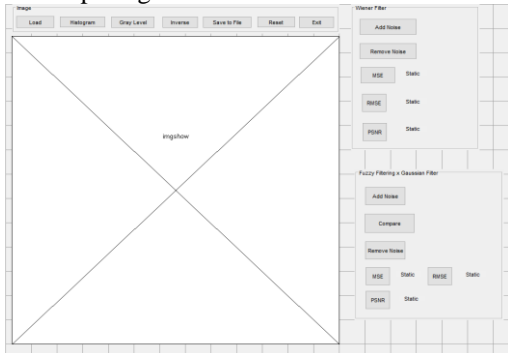 Image
Load Histogram Gray Level Inverse Save to File Reset Exit
imgshow
Wiener Filter
Add Noise
Remove Noise
MSE Static
RMSE Static
PSNR Static
Fuzzy Filtering x Gaussian Filter
Add Noise
Compare
Remove Noise
MSE Static RMSE Static
PSNR Static